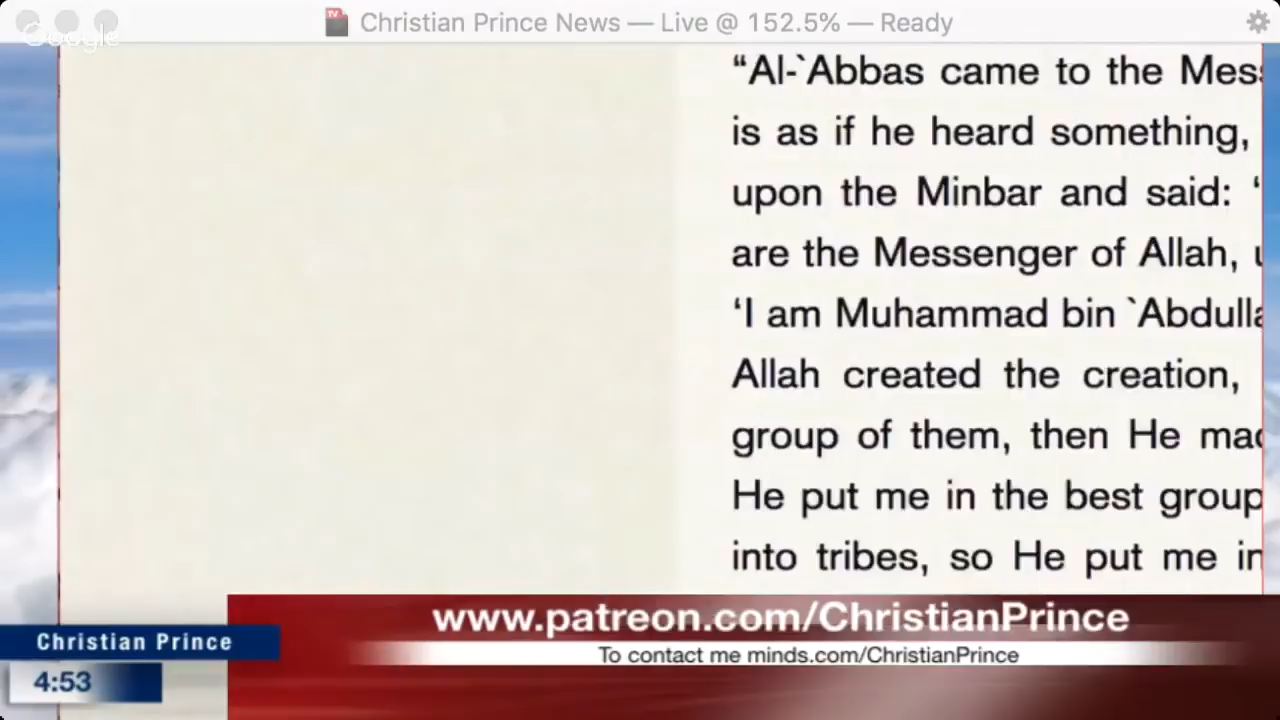 Christian Prince News — Live @ 152.5% — Ready
Google
“Al-`Abbas came to the
is as if he heard something,
upon the Minbar and said: ‘
are the Messenger of Allah,
‘I am Muhammad bin
Allah created the creation,
group of them, then He
He put me in the best group
into tribes, so He put me
www.patreon.com/ChristianPrince
To contact me minds.com/ChristianPrince
Christian Prince
4:53